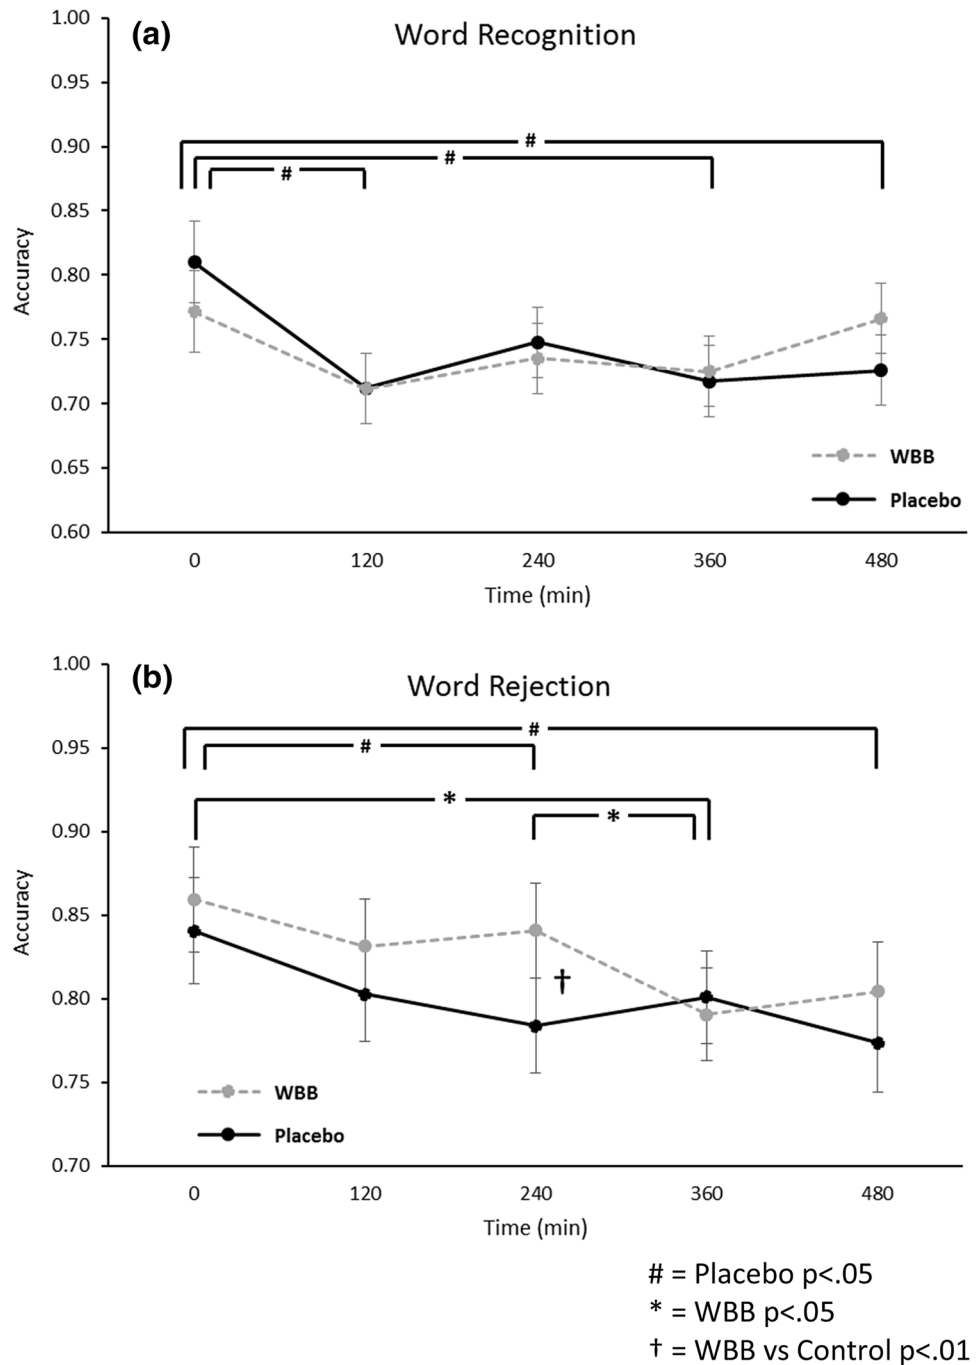 (a) Word Recognition
1.00
0.95
0.90
0.85
0.80
0.75
0.70
0.65
0.60
Accuracy
#
#
#
WBB
Placebo
0 120 240 360 480
Time (min)
(b) Word Rejection
1.00
0.95
0.90
0.85
0.80
0.75
0.70
Accuracy
#
#
*
*
†
WBB
Placebo
0 120 240 360 480
Time (min)
# = Placebo p<.05
* = WBB p<.05
† = WBB vs Control p<.01